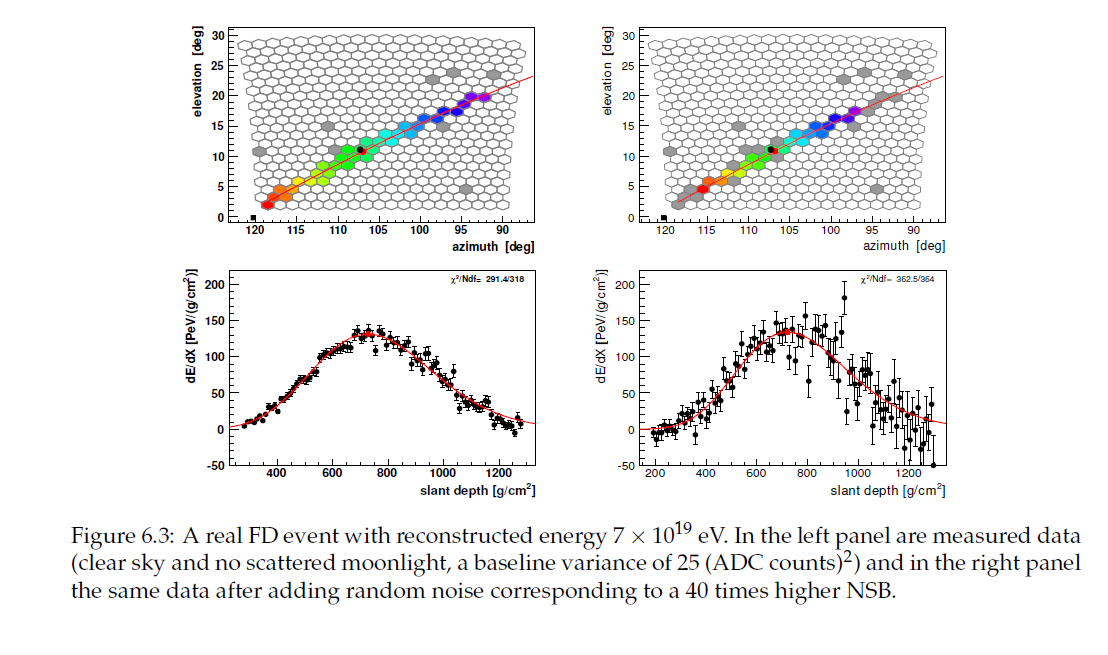 elevation [deg]
30
25
20
15
10
5
0
120 115 110 105 100 95 90
azimuth [deg]
elevation [deg]
30
25
20
15
10
5
0
120 115 110 105 100 95 90
azimuth [deg]
dE/dX [PeV/(g/cm²)]
χ²/Ndf= 291.4/318
200
150
100
50
0
-50
400 600 800 1000 1200
slant depth [g/cm²]
dE/dX [PeV/(g/cm²)]
χ²/Ndf= 362.5/364
200
150
100
50
0
-50
200 400 600 800 1000 1200
slant depth [g/cm²]
Figure 6.3: A real FD event with reconstructed energy 7 × 10¹⁹ eV. In the left panel are measured data
(clear sky and no scattered moonlight, a baseline variance of 25 (ADC counts)²) and in the right panel
the same data after adding random noise corresponding to a 40 times higher NSB.